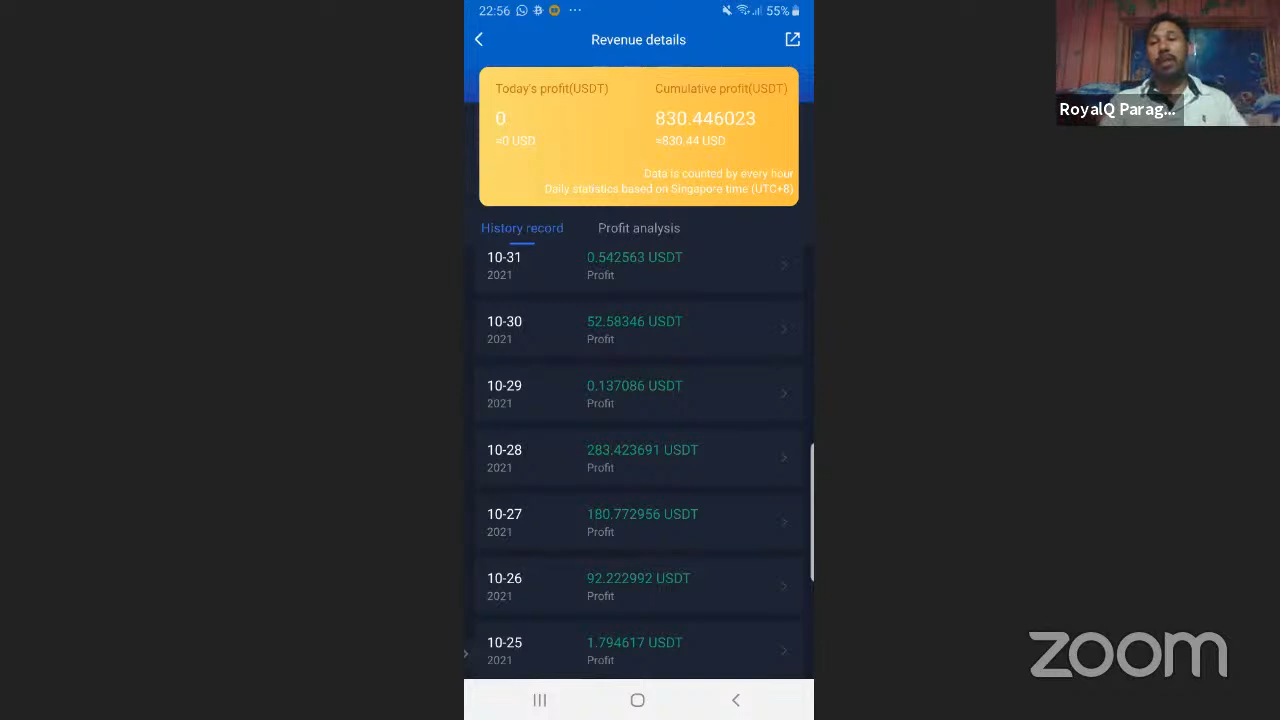 22:56
55%
Revenue details
Today's profit(USDT)
Cumulative profit(USDT)
0
830.446023
≈0 USD
≈830.44 USD
Data is counted by every hour
Daily statistics based on Singapore time (UTC+8)
History record
Profit analysis
10-31
0.542563 USDT
2021
Profit
10-30
52.58346 USDT
2021
Profit
10-29
0.137086 USDT
2021
Profit
10-28
283.423691 USDT
2021
Profit
10-27
180.772956 USDT
2021
Profit
10-26
92.222992 USDT
2021
Profit
10-25
1.794617 USDT
2021
Profit
RoyalQ Parag...
zoom